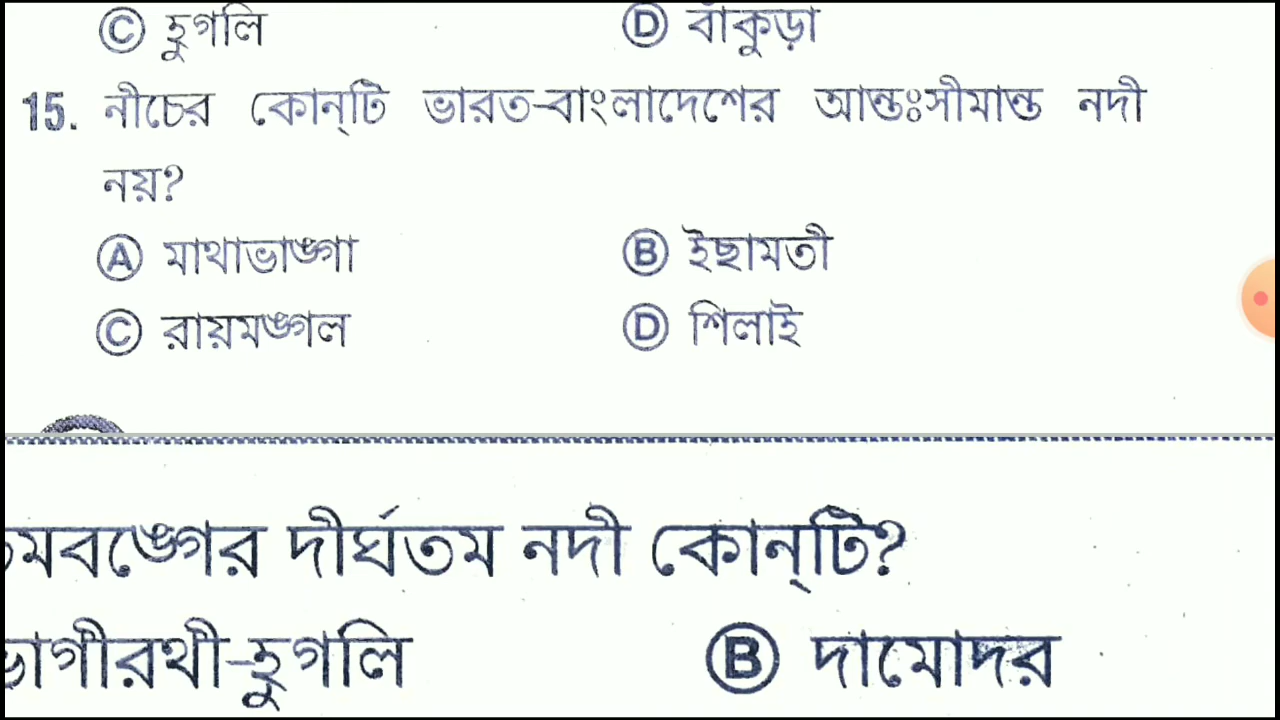 Ⓒ হুগলি Ⓓ বাঁকুড়া
15. নীচের কোন্‌টি ভারত-বাংলাদেশের আন্তঃসীমান্ত নদী
নয়?
Ⓐ মাথাভাঙ্গা Ⓑ ইছামতী
Ⓒ রায়মঙ্গল Ⓓ শিলাই
মবঙ্গের দীর্ঘতম নদী কোন্‌টি?
ভাগীরথী-হুগলি Ⓑ দামোদর